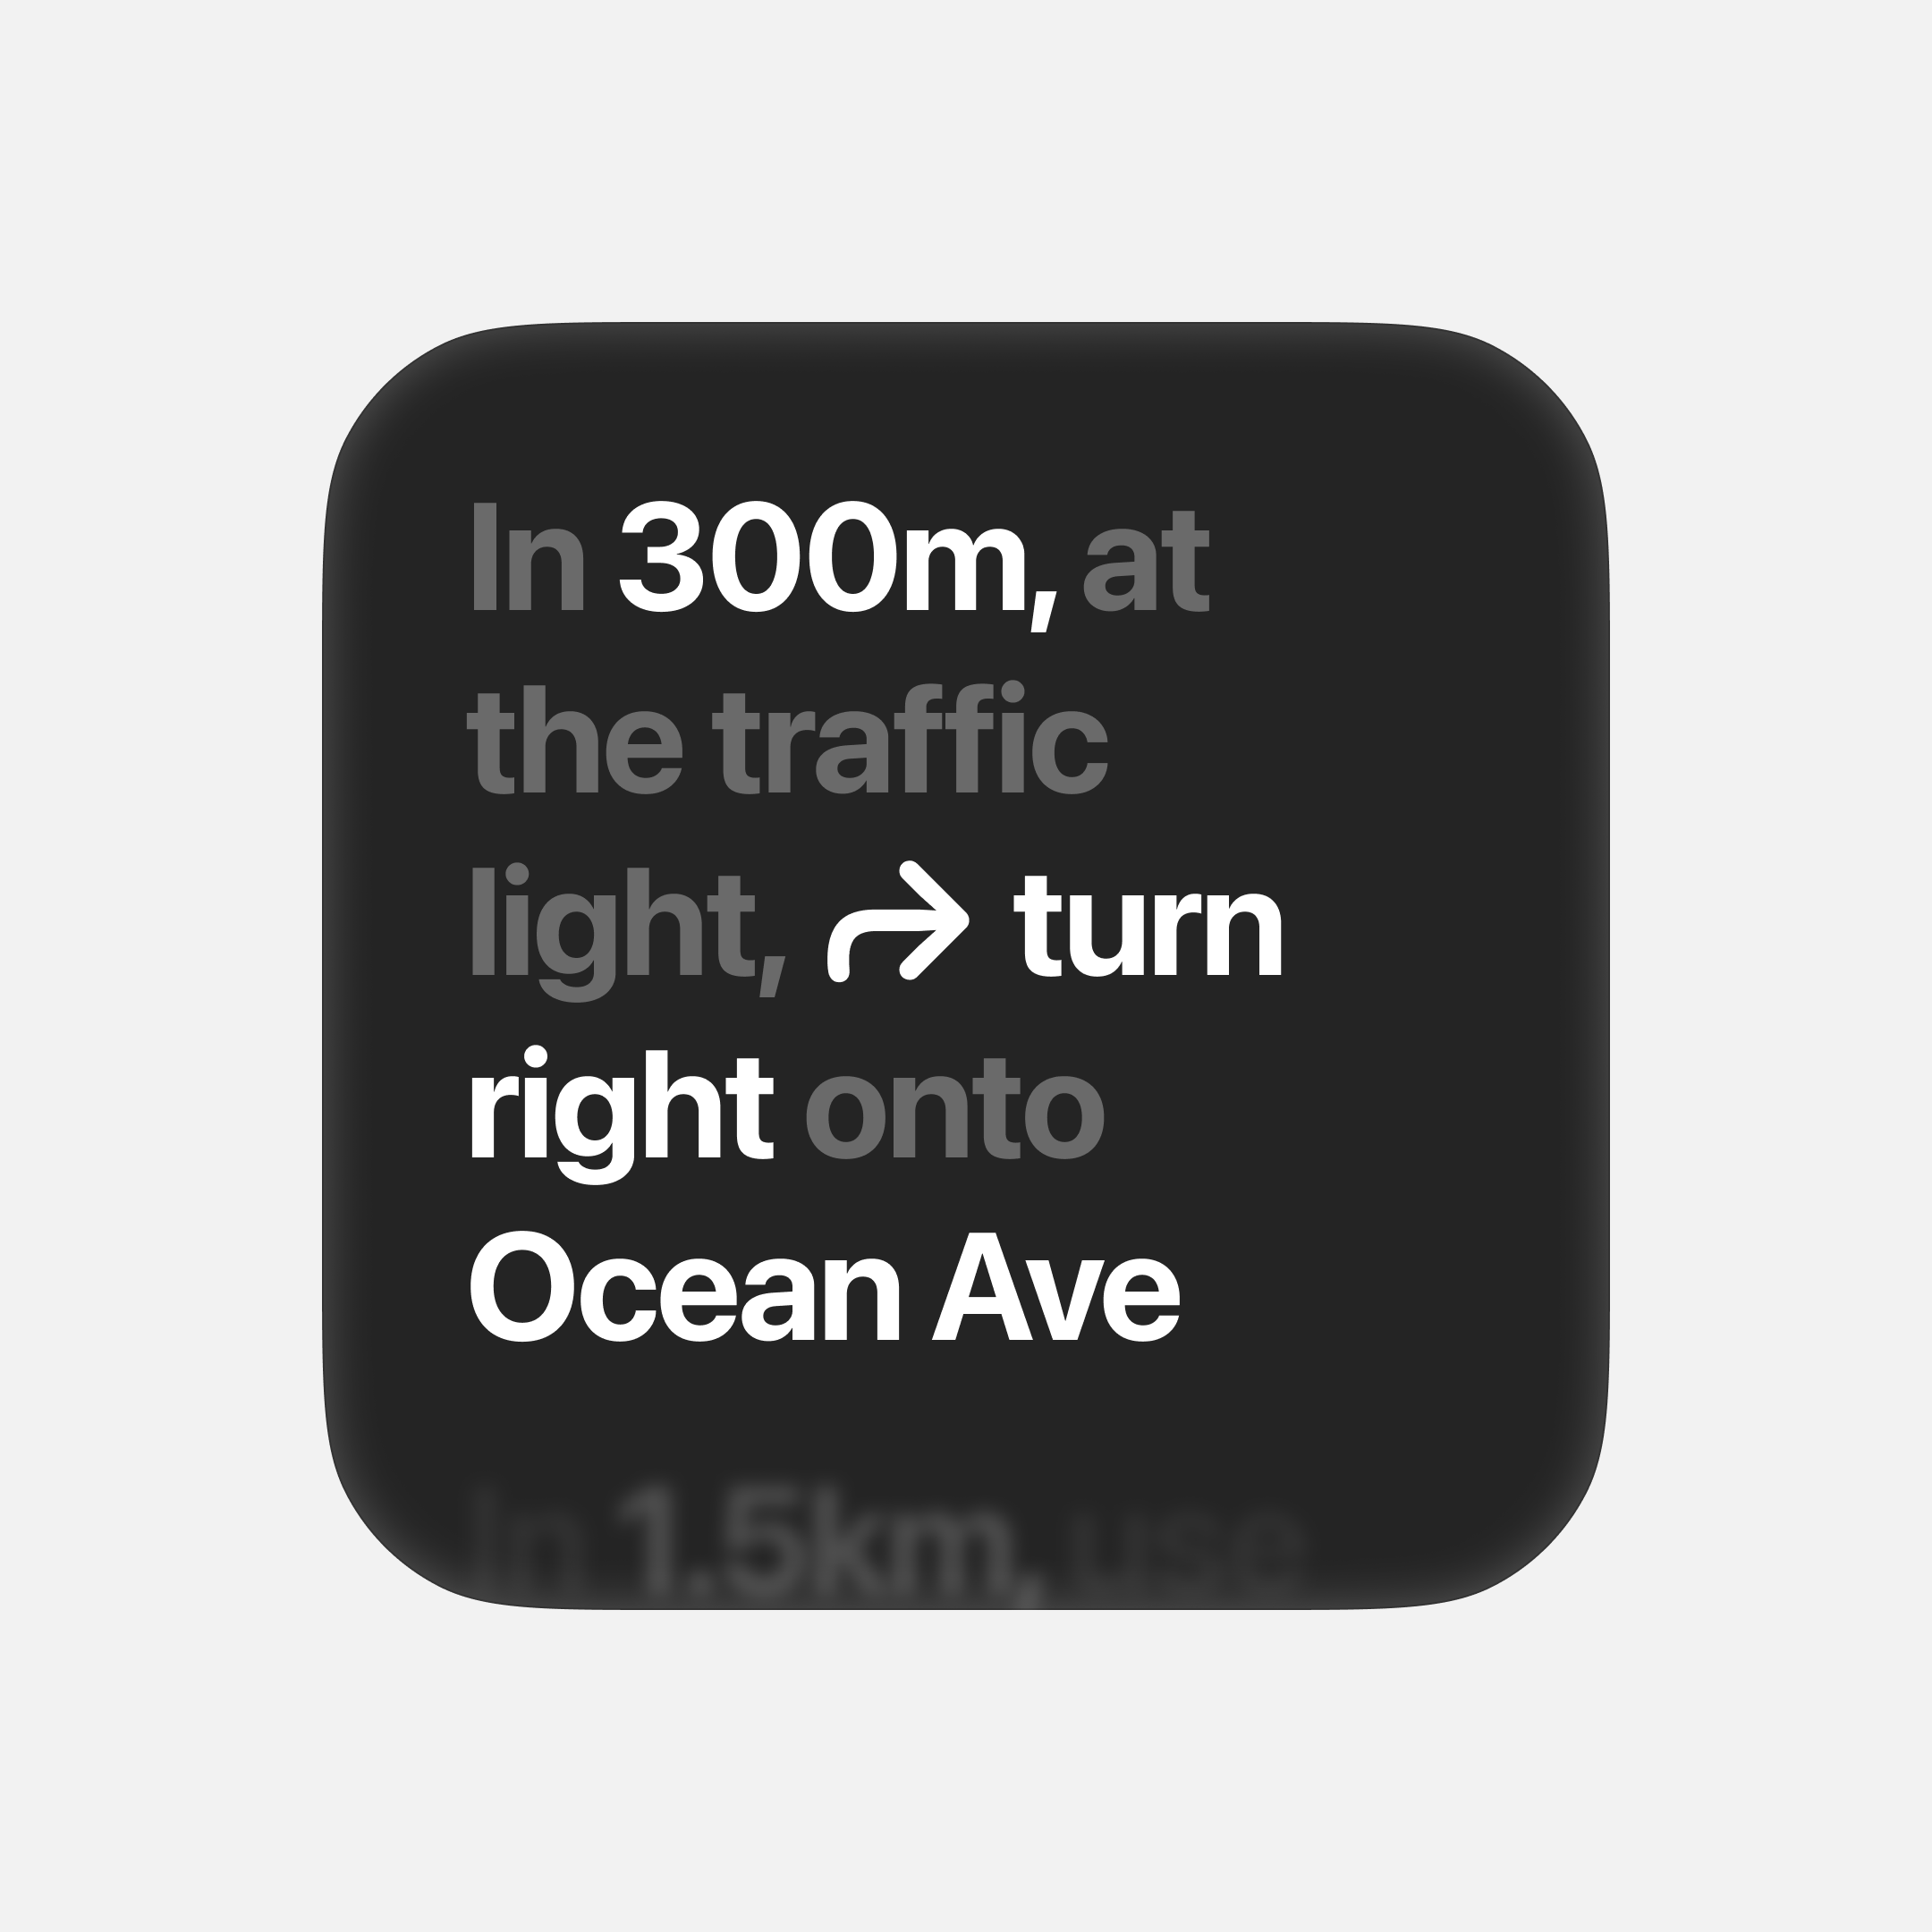 In 300m, at
the traffic
light, turn
right onto
Ocean Ave
In 1.5km, use